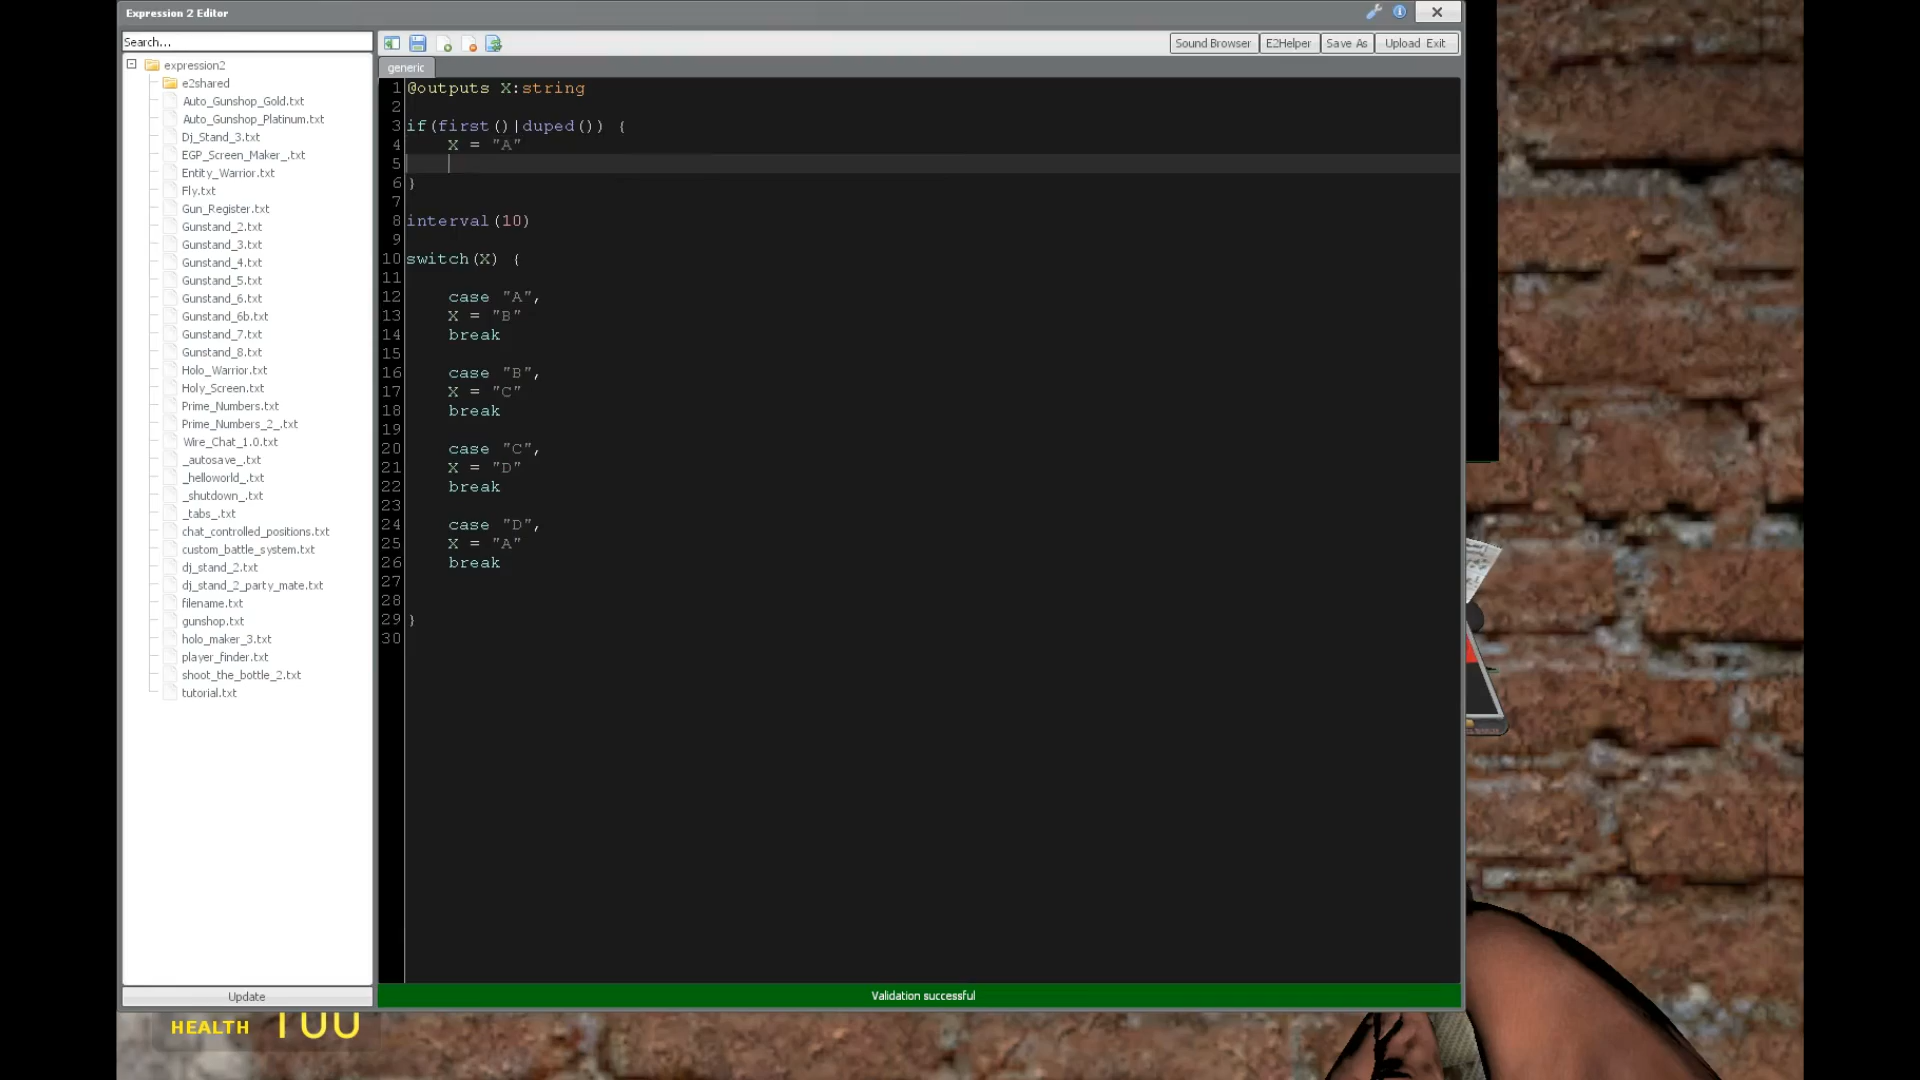 Expression 2 Editor
Search...
Sound Browser
E2Helper
Save As
Upload Exit
expression2
e2shared
Auto_Gunshop_Gold.txt
Auto_Gunshop_Platinum.txt
Dj_Stand_3.txt
EGP_Screen_Maker_.txt
Entity_Warrior.txt
Fly.txt
Gun_Register.txt
Gunstand_2.txt
Gunstand_3.txt
Gunstand_4.txt
Gunstand_5.txt
Gunstand_6.txt
Gunstand_6b.txt
Gunstand_7.txt
Gunstand_8.txt
Holo_Warrior.txt
Holy_Screen.txt
Prime_Numbers.txt
Prime_Numbers_2_.txt
Wire_Chat_1.0.txt
_autosave_.txt
_helloworld_.txt
_shutdown_.txt
_tabs_.txt
chat_controlled_positions.txt
custom_battle_system.txt
dj_stand_2.txt
dj_stand_2_party_mate.txt
filename.txt
gunshop.txt
holo_maker_3.txt
player_finder.txt
shoot_the_bottle_2.txt
tutorial.txt
Update
generic
1 @outputs X:string
2
3 if(first()|duped()) {
4 X = "A"
5
6 }
7
8 interval(10)
9
10 switch(X) {
11
12 case "A",
13 X = "B"
14 break
15
16 case "B",
17 X = "C"
18 break
19
20 case "C",
21 X = "D"
22 break
23
24 case "D",
25 X = "A"
26 break
27
28
29 }
30
Validation successful
HEALTH 100